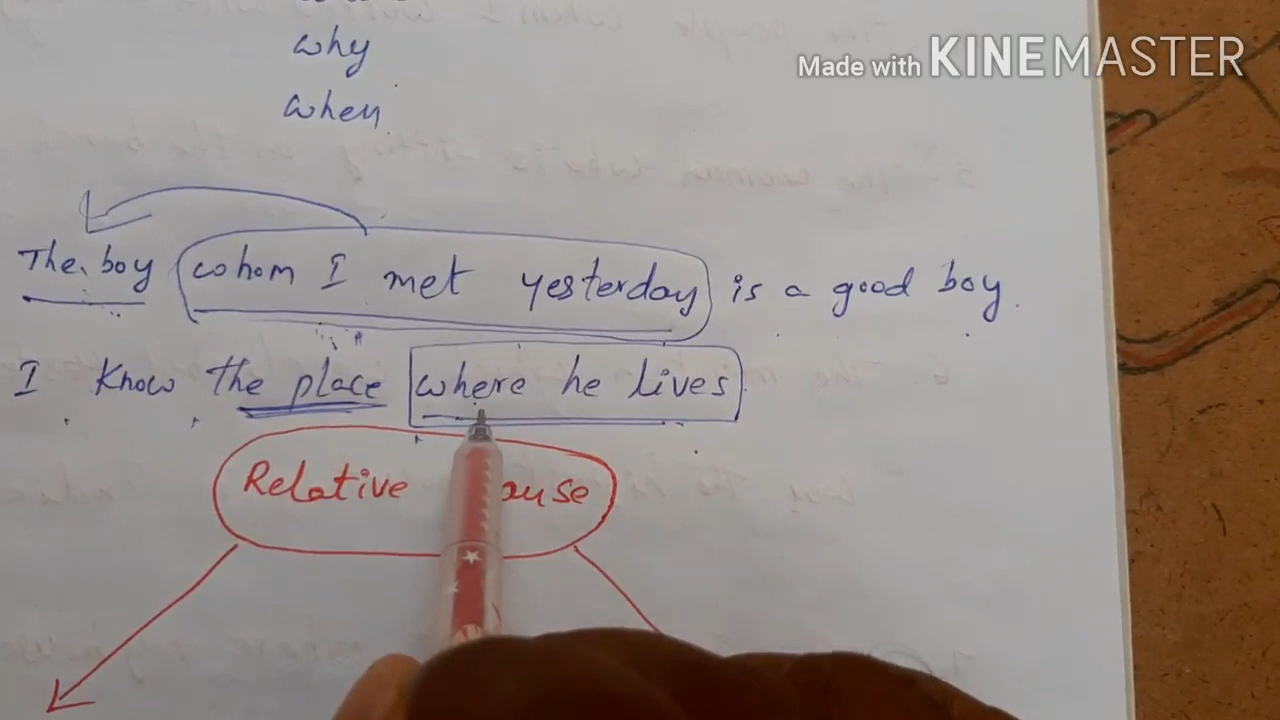 Made with KINEMASTER
why
when
The boy whom I met yesterday is a good boy.
I know the place where he lives.
Relative